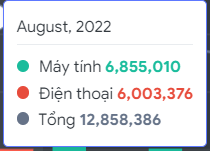 August, 2022
Máy tính 6,855,010
Điện thoại 6,003,376
Tổng 12,858,386